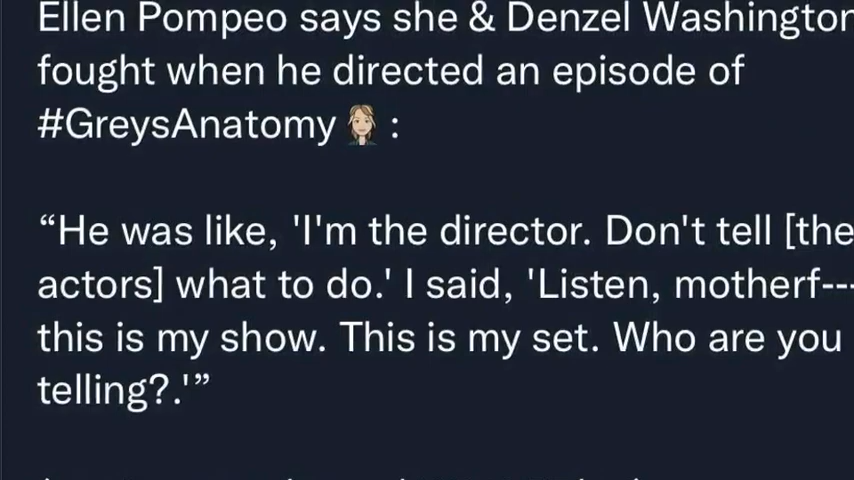 Ellen Pompeo says she & Denzel Washington
fought when he directed an episode of
#GreysAnatomy :
“He was like, 'I'm the director. Don't tell [the
actors] what to do.' I said, 'Listen, motherf---
this is my show. This is my set. Who are you
telling?.'”